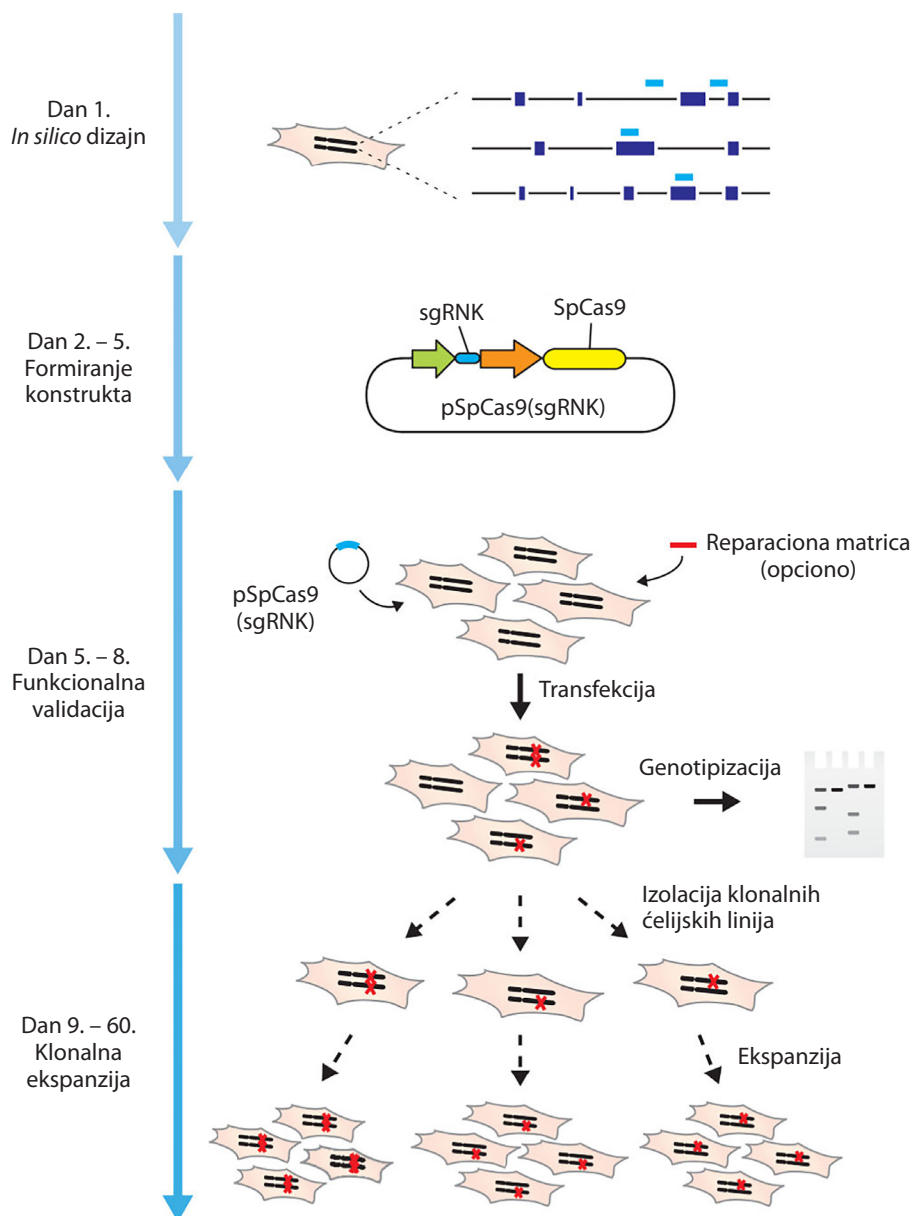 Dan 1.
In silico dizajn
Dan 2. – 5.
Formiranje
konstrukta
sgRNK
SpCas9
pSpCas9(sgRNK)
Dan 5. – 8.
Funkcionalna
validacija
pSpCas9
(sgRNK)
Reparaciona matrica
(opciono)
Transfekcija
Genotipizacija
Dan 9. – 60.
Klonalna
ekspanzija
Izolacija klonalnih
ćelijskih linija
Ekspanzija